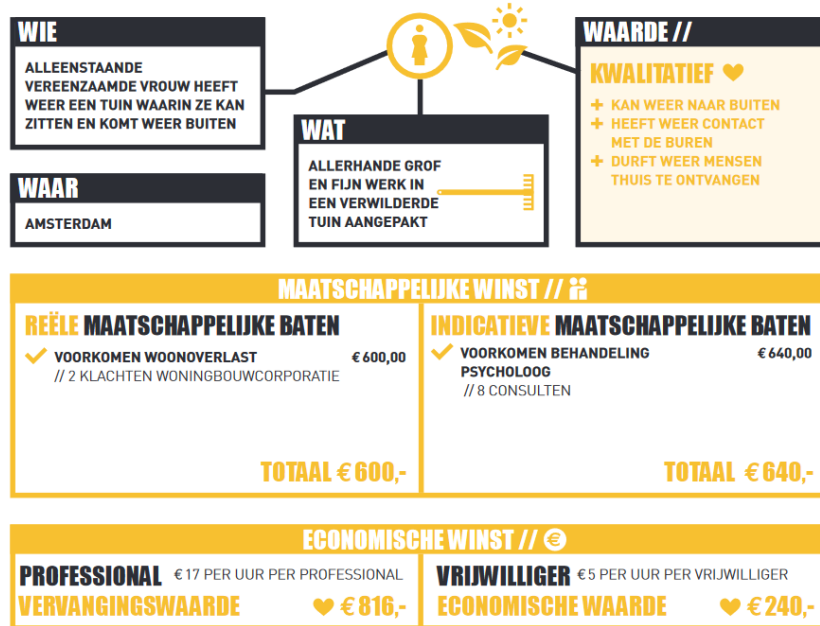 WIE
ALLEENSTAANDE
VEREENZAAMDE VROUW HEEFT
WEER EEN TUIN WAARIN ZE KAN
ZITTEN EN KOMT WEER BUITEN
WAAR
AMSTERDAM
WAT
ALLERHANDE GROF
EN FIJN WERK IN
EEN VERWILDERDE
TUIN AANGEPAKT
WAARDE //
KWALITATIEF
+ KAN WEER NAAR BUITEN
+ HEEFT WEER CONTACT
MET DE BUREN
+ DURFT WEER MENSEN
THUIS TE ONTVANGEN
MAATSCHAPPELIJKE WINST //
REËLE MAATSCHAPPELIJKE BATEN
VOORKOMEN WOONOVERLAST € 600,00
// 2 KLACHTEN WONINGBOUWCORPORATIE
TOTAAL € 600,-
INDICATIEVE MAATSCHAPPELIJKE BATEN
VOORKOMEN BEHANDELING € 640,00
PSYCHOLOOG
// 8 CONSULTEN
TOTAAL € 640,-
ECONOMISCHE WINST // €
PROFESSIONAL € 17 PER UUR PER PROFESSIONAL
VERVANGINGSWAARDE € 816,-
VRIJWILLIGER € 5 PER UUR PER VRIJWILLIGER
ECONOMISCHE WAARDE € 240,-